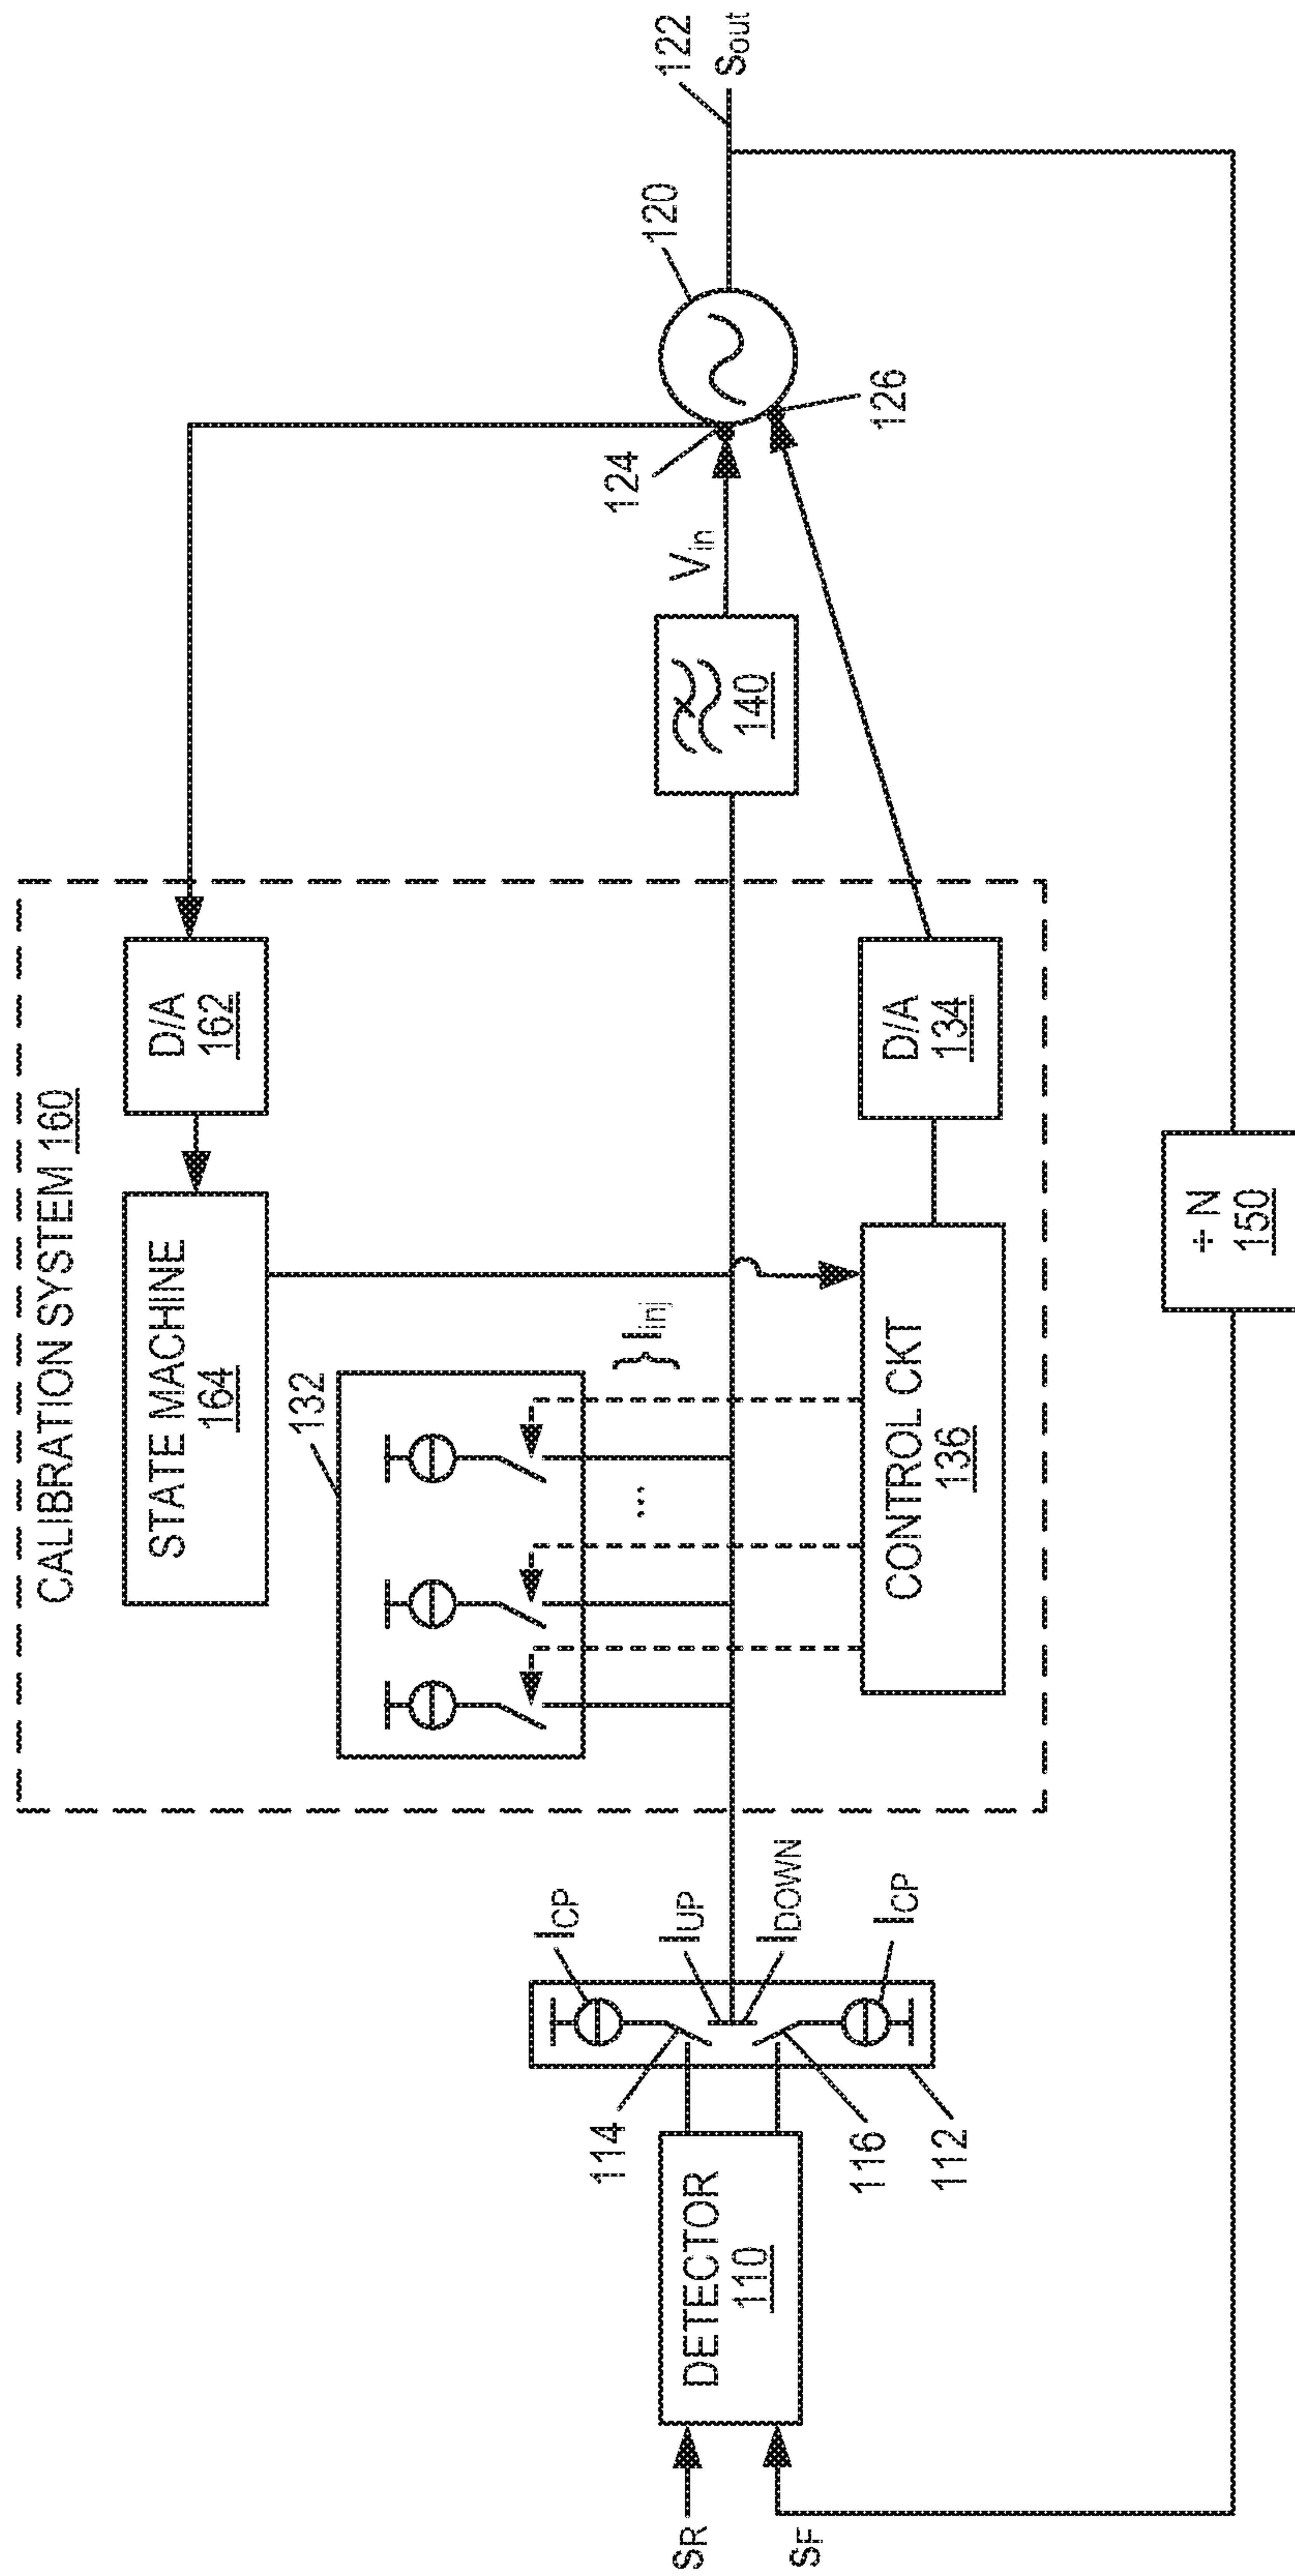 CALIBRATION SYSTEM 160
STATE MACHINE
164
D/A
162
132
...
} Iinj
CONTROL CKT
136
D/A
134
SR
SF
DETECTOR
110
114
116
112
ICP
IUP
IDOWN
ICP
140
Vin
124
126
120
122
Sout
÷ N
150